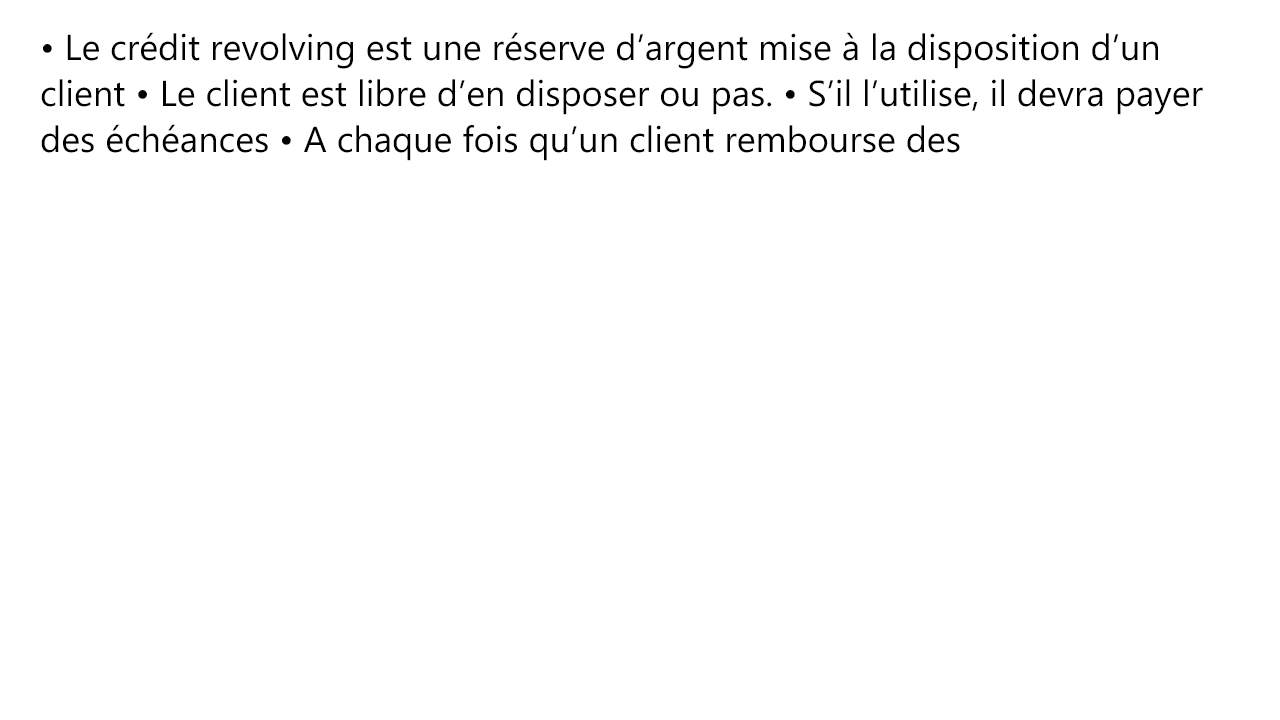 • Le crédit revolving est une réserve d’argent mise à la disposition d’un
client • Le client est libre d’en disposer ou pas. • S’il l’utilise, il devra payer
des échéances • A chaque fois qu’un client rembourse des